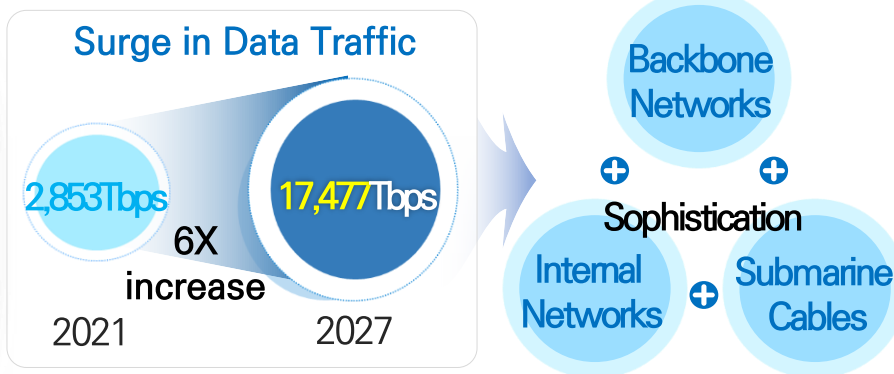 Surge in Data Traffic
2,853Tbps
17,477Tbps
6X
increase
2021
2027
Backbone
Networks
Sophistication
Internal
Networks
Submarine
Cables